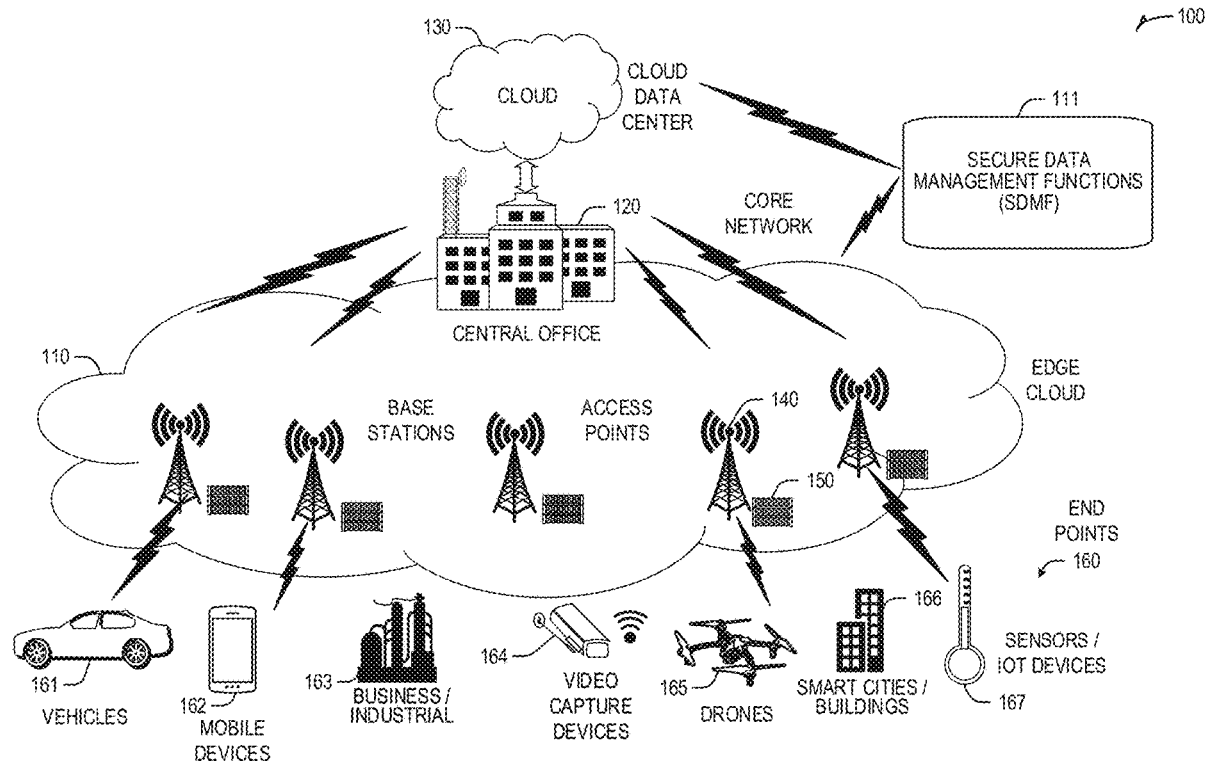 100
130
CLOUD
CLOUD
DATA
CENTER
111
SECURE DATA
MANAGEMENT FUNCTIONS
(SDMF)
CORE
NETWORK
120
CENTRAL OFFICE
110
EDGE
CLOUD
BASE
STATIONS
ACCESS
POINTS
140
150
END
POINTS
160
161
VEHICLES
162
MOBILE
DEVICES
163
BUSINESS /
INDUSTRIAL
164
VIDEO
CAPTURE
DEVICES
165
DRONES
166
SMART CITIES /
BUILDINGS
SENSORS /
IOT DEVICES
167